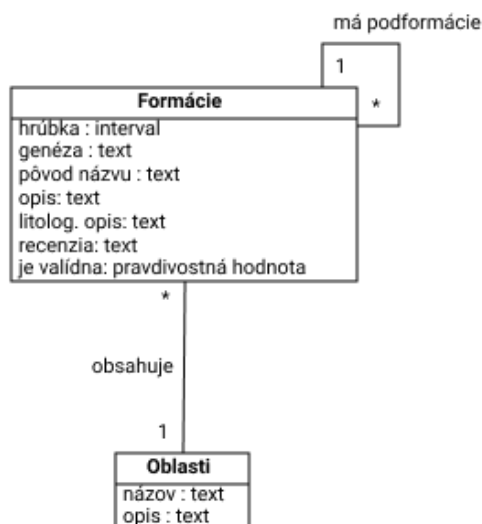 má podformácie
1
*
Formácie
hrúbka : interval
genéza : text
pôvod názvu : text
opis: text
litolog. opis: text
recenzia: text
je valídna: pravdivostná hodnota
*
obsahuje
1
Oblasti
názov : text
opis : text